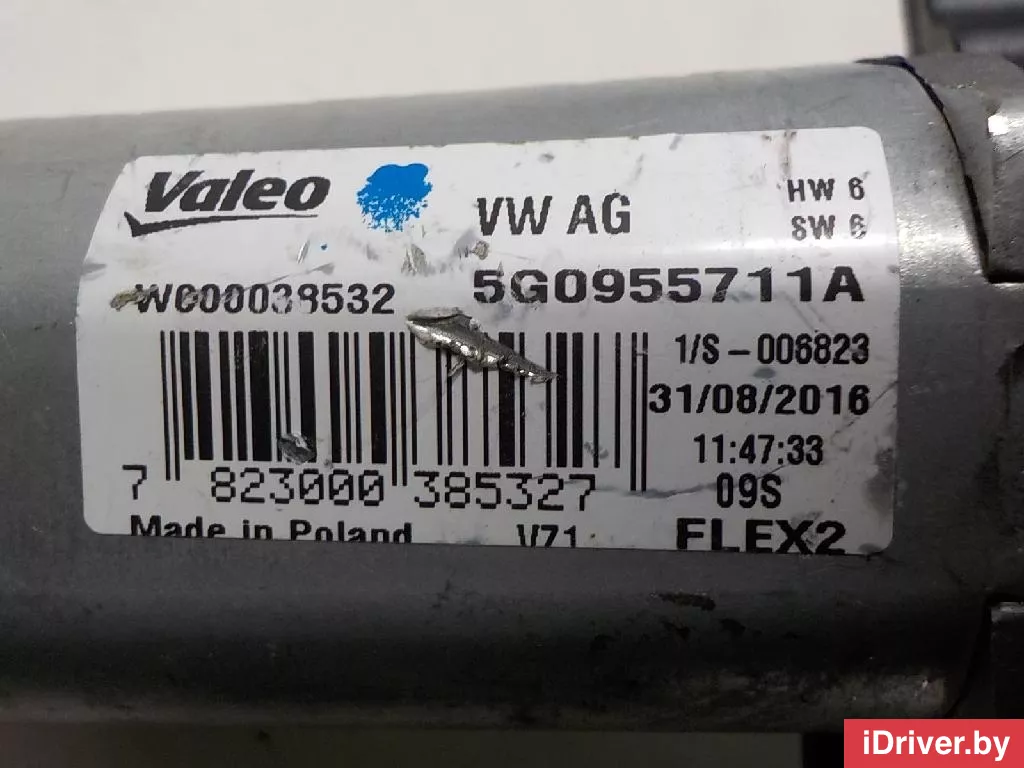 Valeo
VW AG
HW 6
SW 6
W000038532
5G0955711A
1/S-006823
31/08/2016
11:47:33
7 823000 385327
09S
Made in Poland
V71
FLEX2
iDriver.by